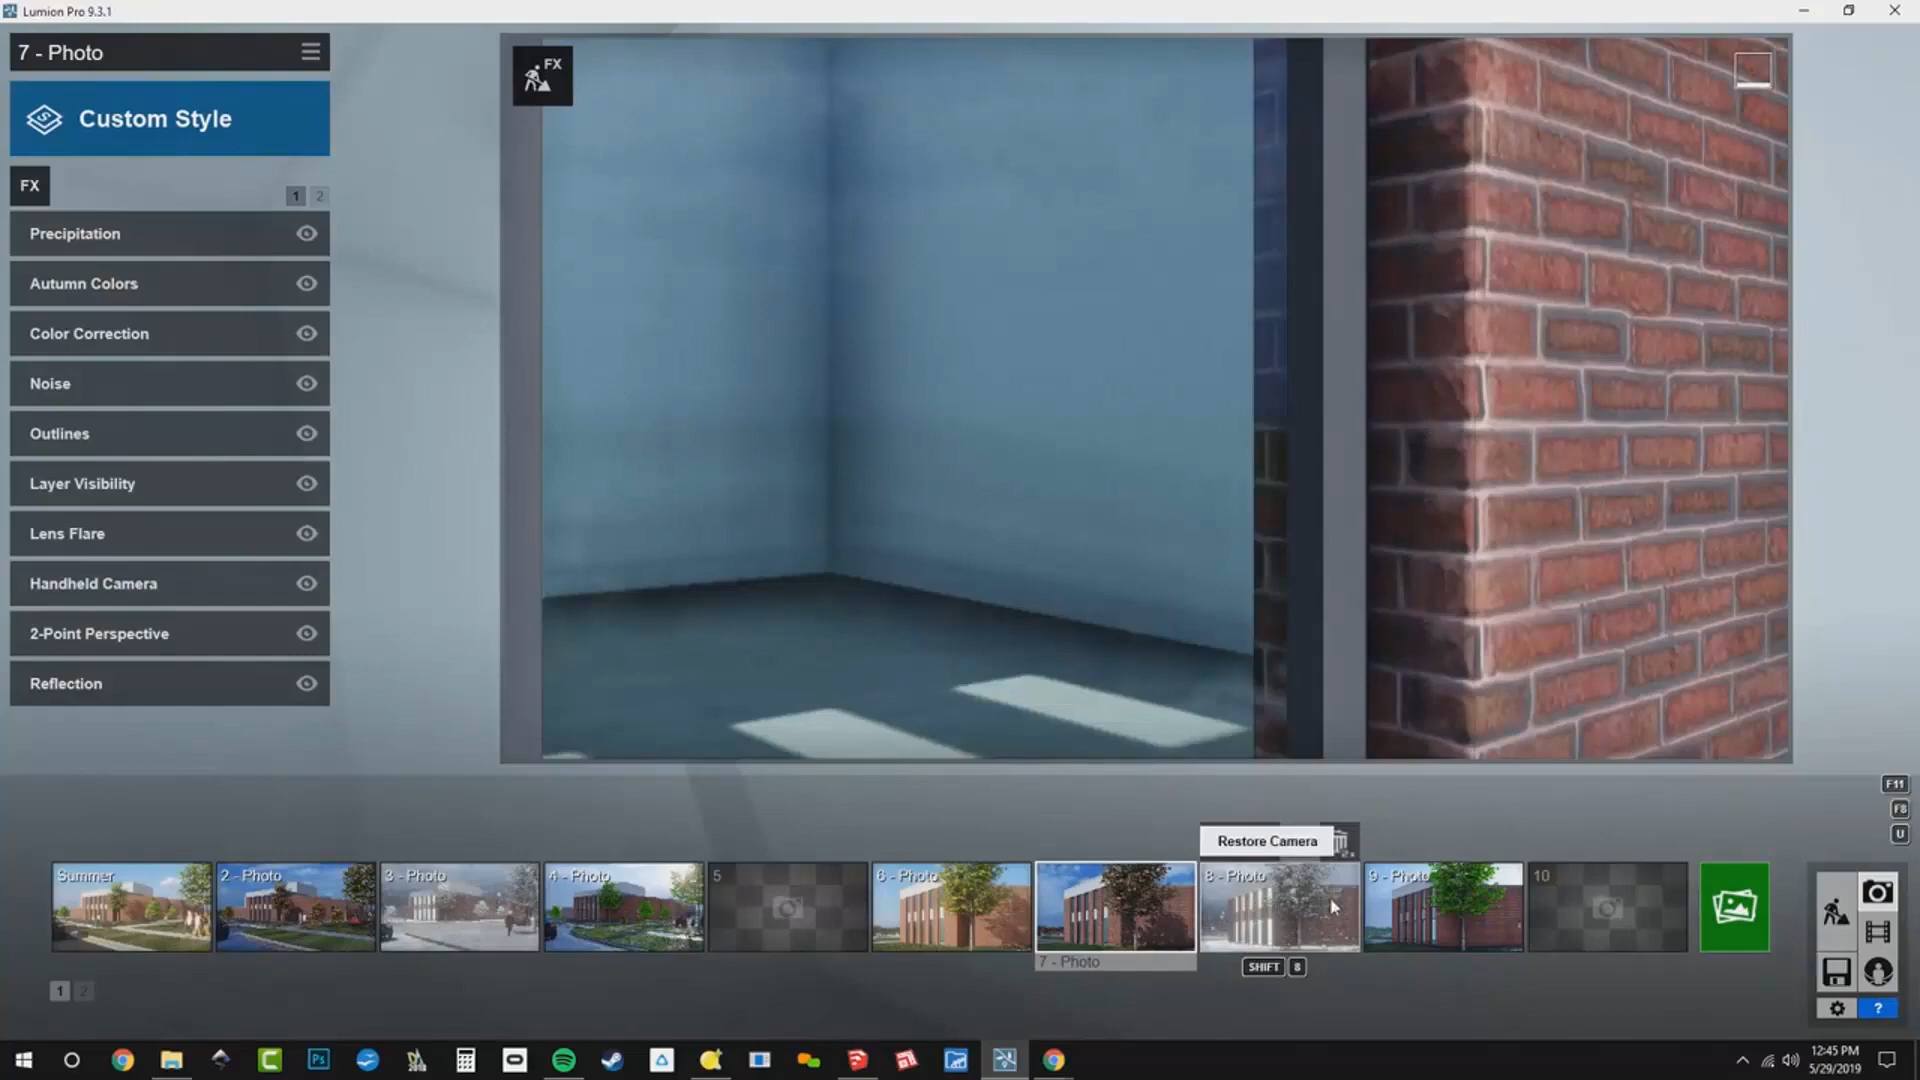 Lumion Pro 9.3.1
7 - Photo
FX
Custom Style
FX
1 2
Precipitation
Autumn Colors
Color Correction
Noise
Outlines
Layer Visibility
Lens Flare
Handheld Camera
2-Point Perspective
Reflection
F11
F8
U
Restore Camera
2x
Summer
2 - Photo
3 - Photo
4 - Photo
5
6 - Photo
8 - Photo
9 - Photo
10
7 - Photo
SHIFT 8
1 2
?
Ps
12:45 PM
5/29/2019